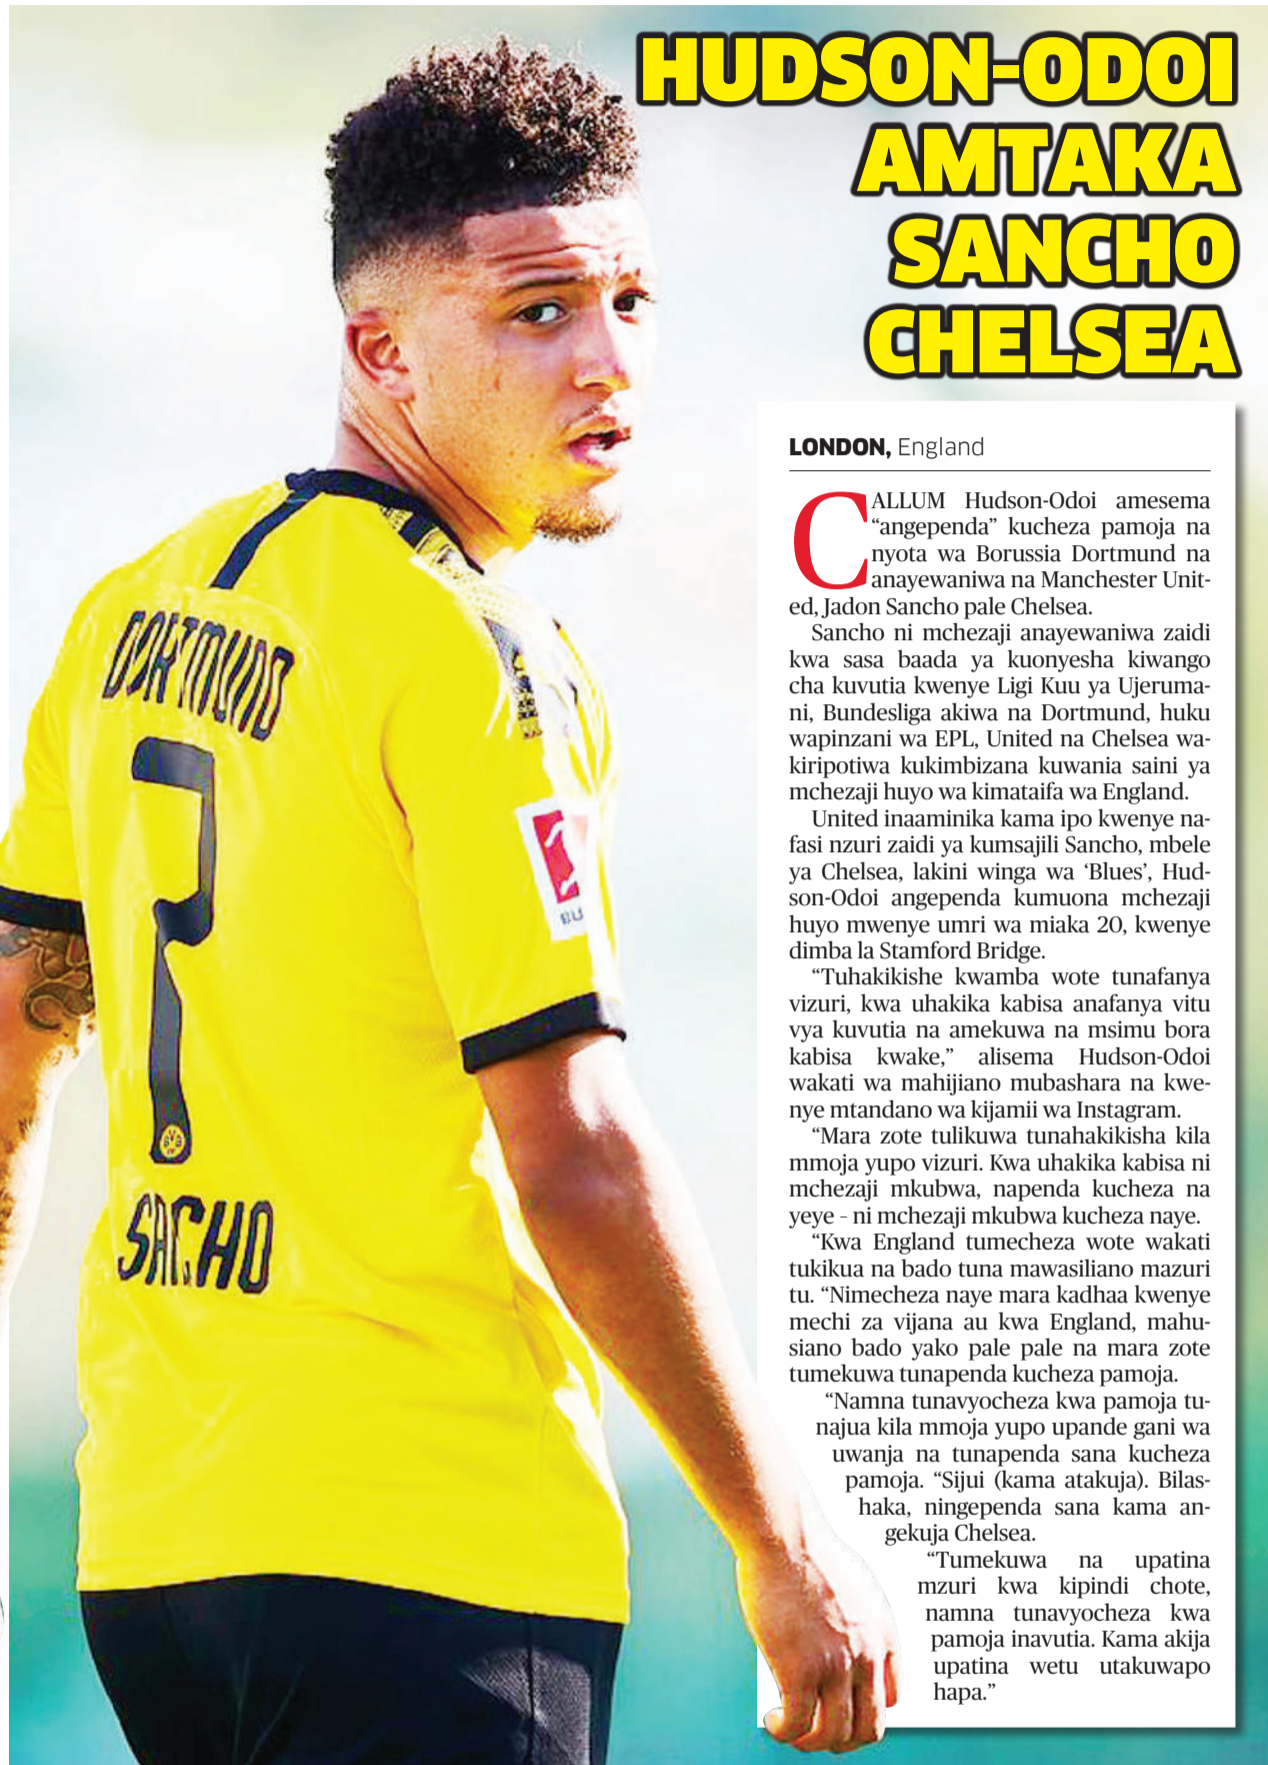 HUDSON-ODOI
AMTAKA
SANCHO
CHELSEA
LONDON, England
CALLUM Hudson-Odoi amesema
“angependa” kucheza pamoja na
nyota wa Borussia Dortmund na
anayewaniwa na Manchester Unit-
ed, Jadon Sancho pale Chelsea.
Sancho ni mchezaji anayewaniwa zaidi
kwa sasa baada ya kuonyesha kiwango
cha kuvutia kwenye Ligi Kuu ya Ujeruma-
ni, Bundesliga akiwa na Dortmund, huku
wapinzani wa EPL, United na Chelsea wa-
kiripotiwa kukimbizana kuwania saini ya
mchezaji huyo wa kimataifa wa England.
United inaaminika kama ipo kwenye na-
fasi nzuri zaidi ya kumsajili Sancho, mbele
ya Chelsea, lakini winga wa ‘Blues’, Hud-
son-Odoi angependa kumuona mchezaji
huyo mwenye umri wa miaka 20, kwenye
dimba la Stamford Bridge.
“Tuhakikishe kwamba wote tunafanya
vizuri, kwa uhakika kabisa anafanya vitu
vya kuvutia na amekuwa na msimu bora
kabisa kwake,” alisema Hudson-Odoi
wakati wa mahijiano mubashara na kwe-
nye mtandano wa kijamii wa Instagram.
“Mara zote tulikuwa tunahakikisha kila
mmoja yupo vizuri. Kwa uhakika kabisa ni
mchezaji mkubwa, napenda kucheza na
yeye - ni mchezaji mkubwa kucheza naye.
“Kwa England tumecheza wote wakati
tukikua na bado tuna mawasiliano mazuri
tu. “Nimecheza naye mara kadhaa kwenye
mechi za vijana au kwa England, mahu-
siano bado yako pale pale na mara zote
tumekuwa tunapenda kucheza pamoja.
“Namna tunavyocheza kwa pamoja tu-
najua kila mmoja yupo upande gani wa
uwanja na tunapenda sana kucheza
pamoja. “Sijui (kama atakuja). Bilas-
haka, ningependa sana kama an-
gekuja Chelsea.
“Tumekuwa na upatina
mzuri kwa kipindi chote,
namna tunavyocheza kwa
pamoja inavutia. Kama akija
upatina wetu utakuwapo
hapa.”
DORTMUND
7
SACHO